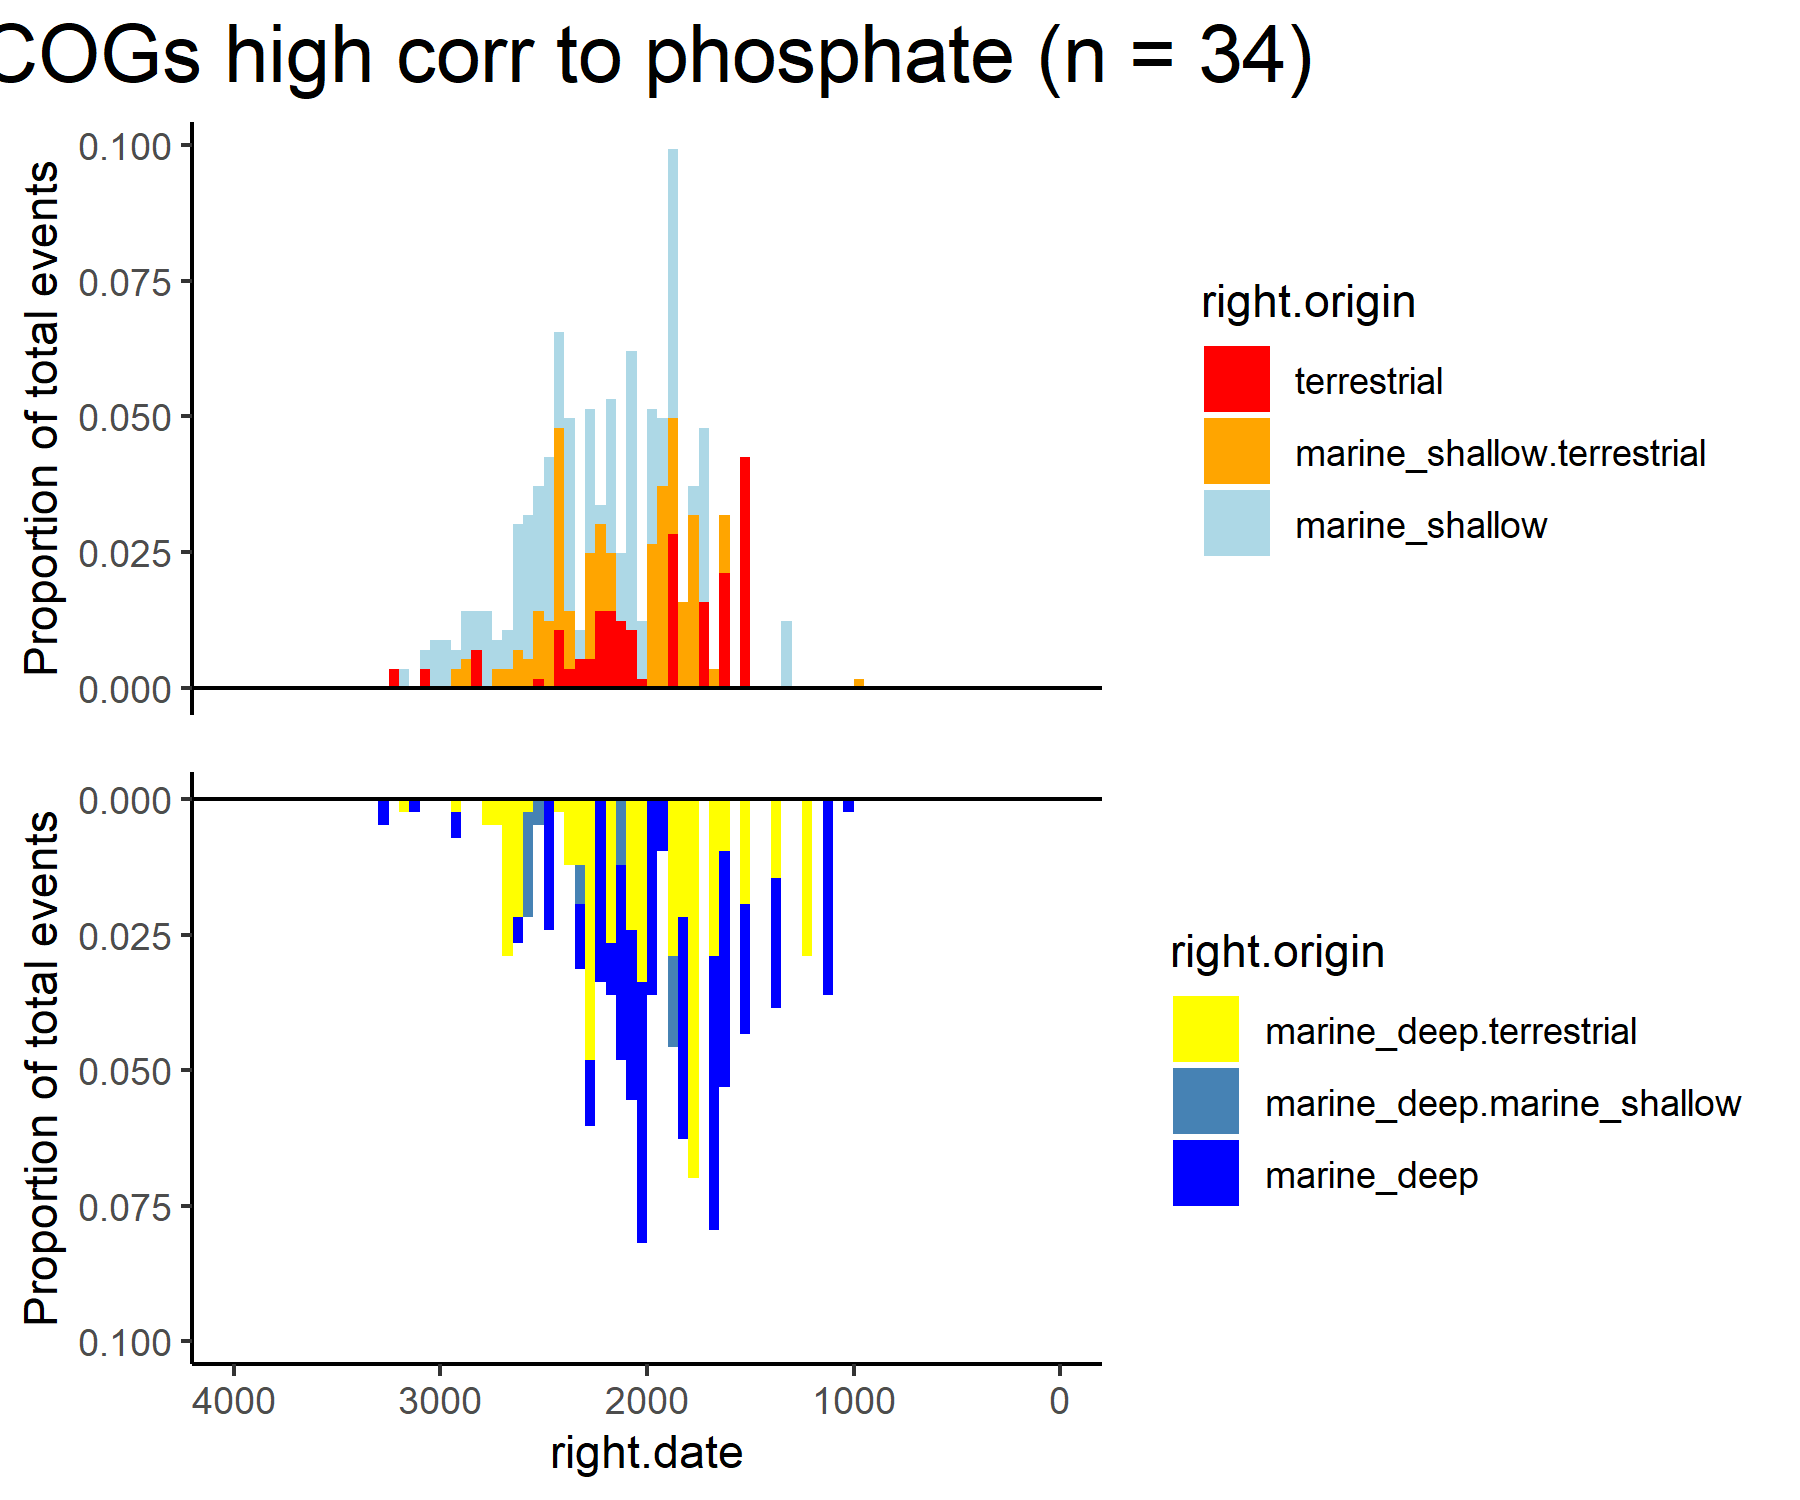 COGs high corr to phosphate (n = 34)
Proportion of total events
0.100
0.075
0.050
0.025
0.000
right.origin
terrestrial
marine_shallow.terrestrial
marine_shallow
Proportion of total events
0.000
0.025
0.050
0.075
0.100
right.origin
marine_deep.terrestrial
marine_deep.marine_shallow
marine_deep
4000 3000 2000 1000 0
right.date